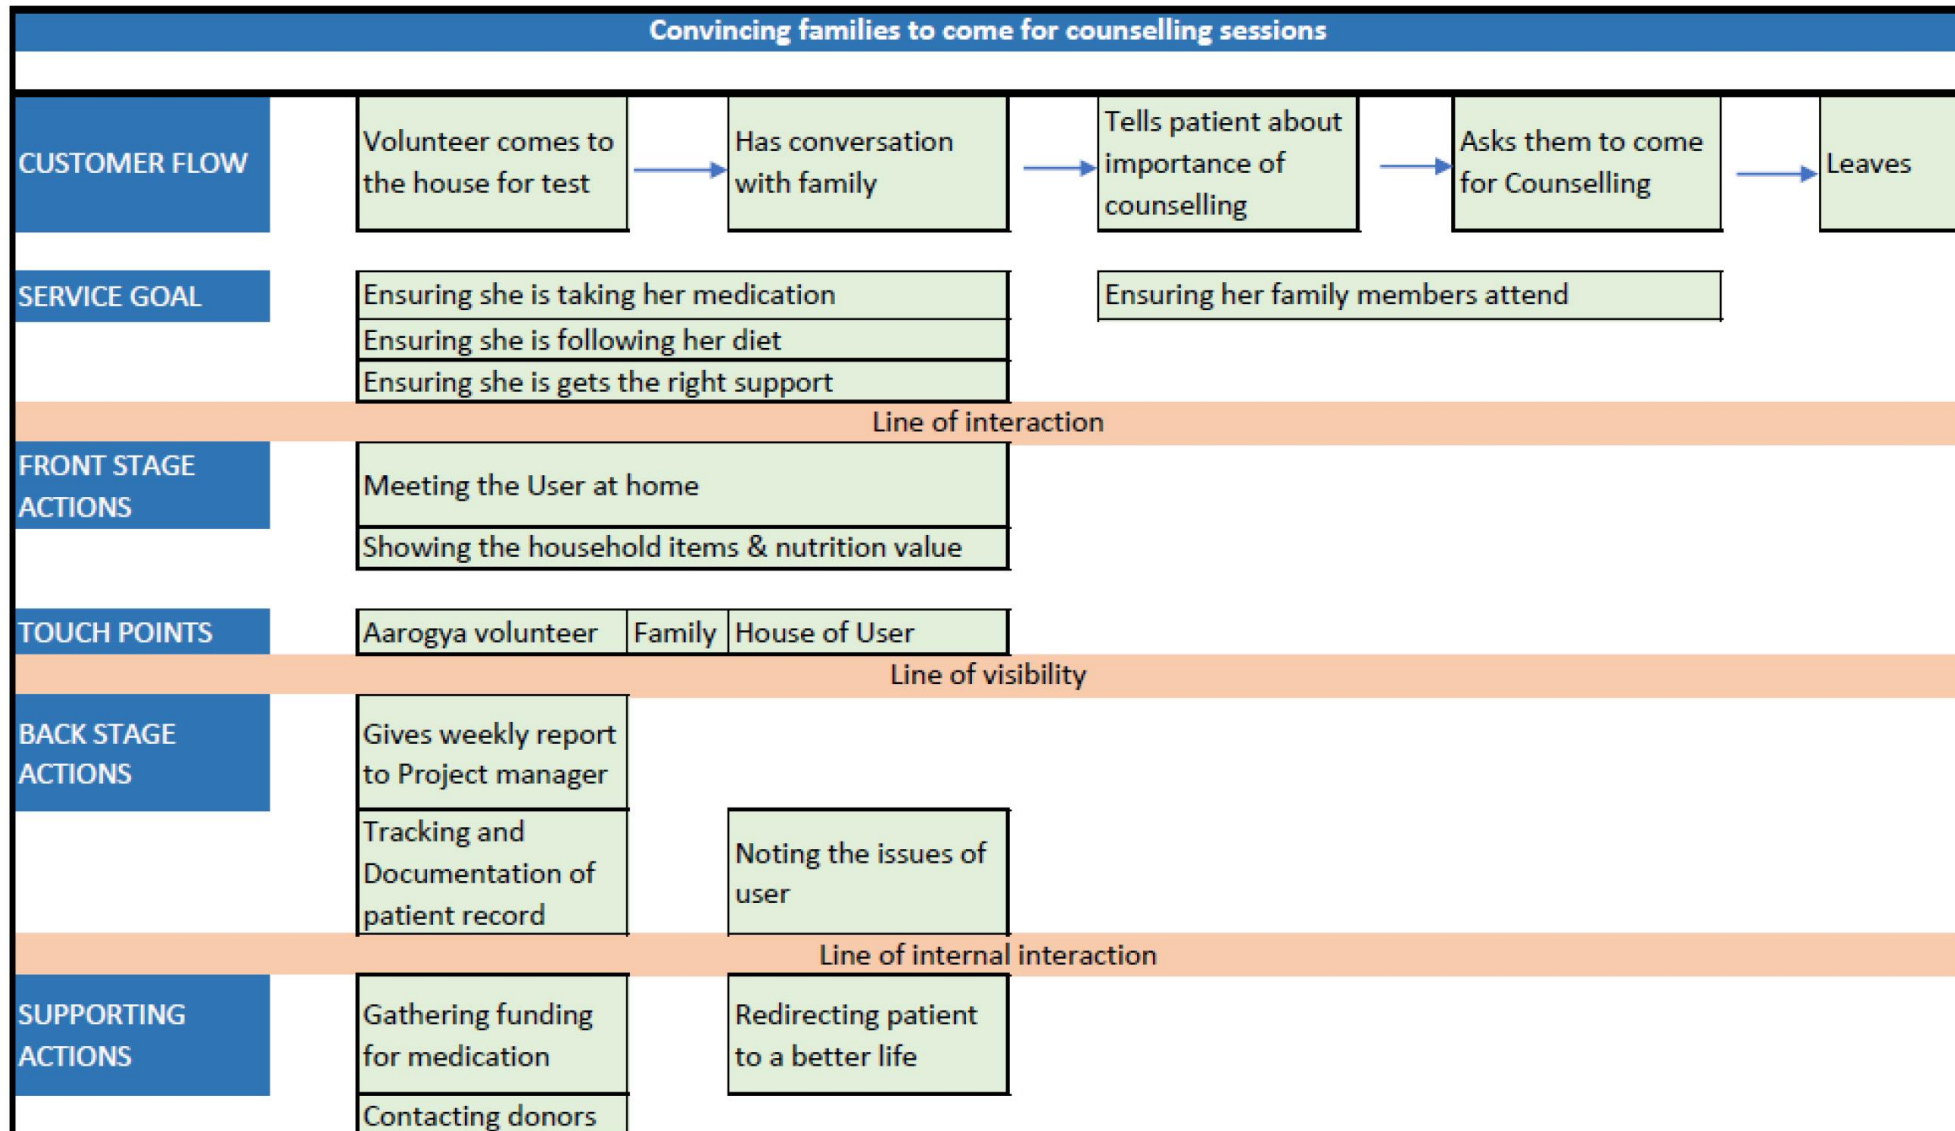 Convincing families to come for counselling sessions
CUSTOMER FLOW
Volunteer comes to
the house for test
Has conversation
with family
Tells patient about
importance of
counselling
Asks them to come
for Counselling
Leaves
SERVICE GOAL
Ensuring she is taking her medication
Ensuring her family members attend
Ensuring she is following her diet
Ensuring she is gets the right support
Line of interaction
FRONT STAGE
ACTIONS
Meeting the User at home
Showing the household items & nutrition value
TOUCH POINTS
Aarogya volunteer
Family
House of User
Line of visibility
BACK STAGE
ACTIONS
Gives weekly report
to Project manager
Tracking and
Documentation of
patient record
Noting the issues of
user
Line of internal interaction
SUPPORTING
ACTIONS
Gathering funding
for medication
Redirecting patient
to a better life
Contacting donors